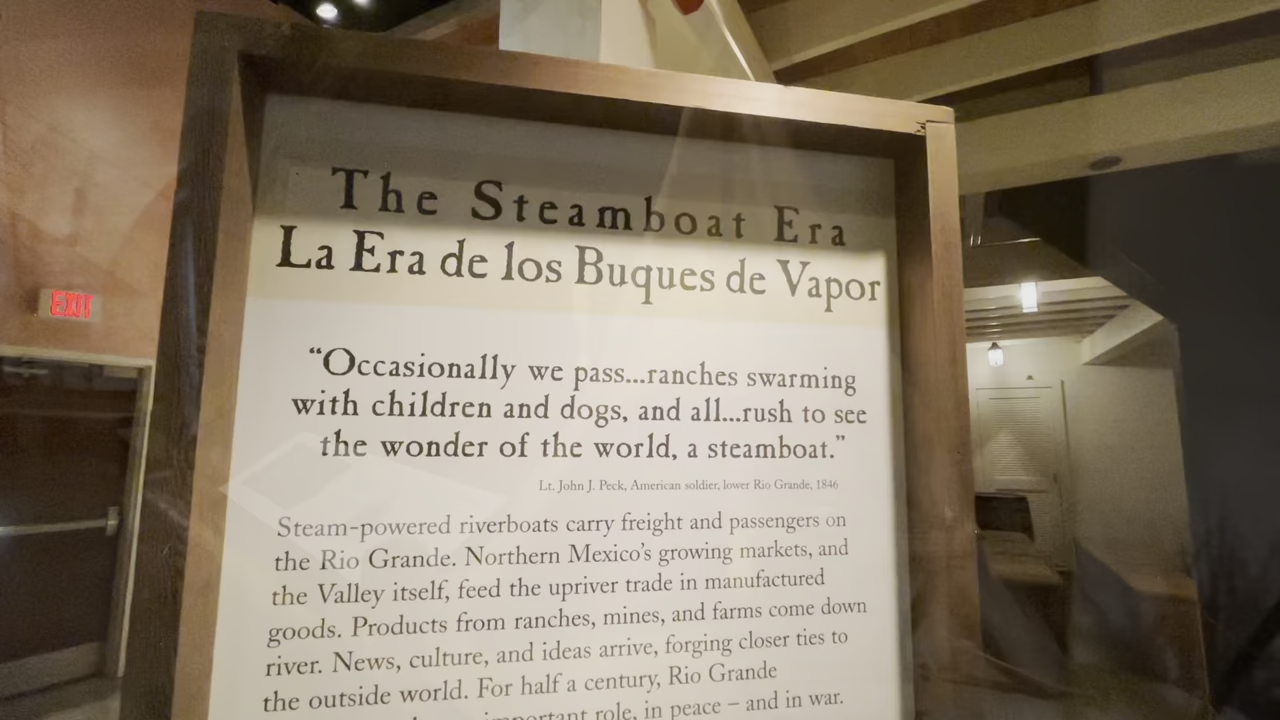 EXIT
The Steamboat Era
La Era de los Buques de Vapor
“Occasionally we pass...ranches swarming
with children and dogs, and all...rush to see
the wonder of the world, a steamboat.”
Lt. John J. Peck, American soldier, lower Rio Grande, 1846
Steam-powered riverboats carry freight and passengers on
the Rio Grande. Northern Mexico’s growing markets, and
the Valley itself, feed the upriver trade in manufactured
goods. Products from ranches, mines, and farms come down
river. News, culture, and ideas arrive, forging closer ties to
the outside world. For half a century, Rio Grande
important role, in peace – and in war.